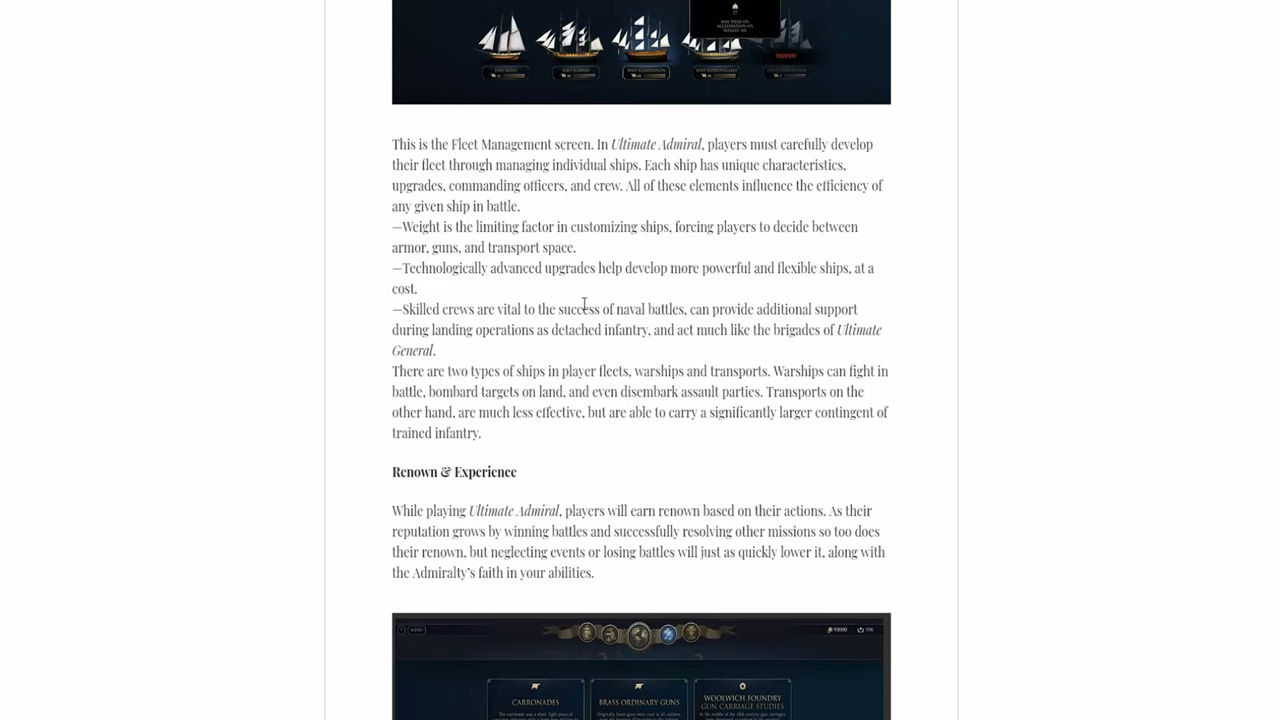 MAX SPEED +1%
ACCELERATION +1%
TROPHY
This is the Fleet Management screen. In Ultimate Admiral, players must carefully develop
their fleet through managing individual ships. Each ship has unique characteristics,
upgrades, commanding officers, and crew. All of these elements influence the efficiency of
any given ship in battle.
—Weight is the limiting factor in customizing ships, forcing players to decide between
armor, guns, and transport space.
—Technologically advanced upgrades help develop more powerful and flexible ships, at a
cost.
—Skilled crews are vital to the success of naval battles, can provide additional support
during landing operations as detached infantry, and act much like the brigades of Ultimate
General.
There are two types of ships in player fleets, warships and transports. Warships can fight in
battle, bombard targets on land, and even disembark assault parties. Transports on the
other hand, are much less effective, but are able to carry a significantly larger contingent of
trained infantry.
Renown & Experience
While playing Ultimate Admiral, players will earn renown based on their actions. As their
reputation grows by winning battles and successfully resolving other missions so too does
their renown, but neglecting events or losing battles will just as quickly lower it, along with
the Admiralty's faith in your abilities.
CARRONADES
BRASS ORDINARY GUNS
WOOLWICH FOUNDRY
GUN CARRIAGE STUDIES